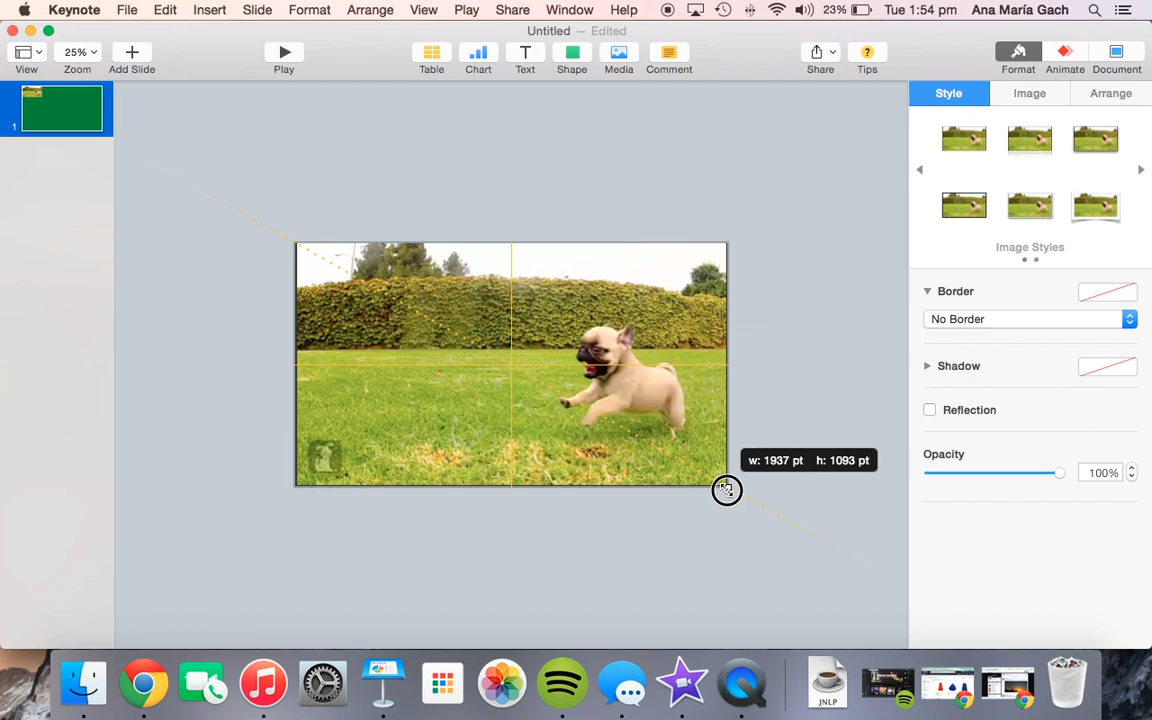 Keynote File Edit Insert Slide Format Arrange View Play Share Window Help 23% Tue 1:54 pm Ana María Gach
Untitled — Edited
25%
View Zoom Add Slide Play Table Chart Text Shape Media Comment Share Tips Format Animate Document
Style Image Arrange
1
Image Styles
Border
No Border
Shadow
Reflection
Opacity
100%
w: 1937 pt h: 1093 pt
JNLP